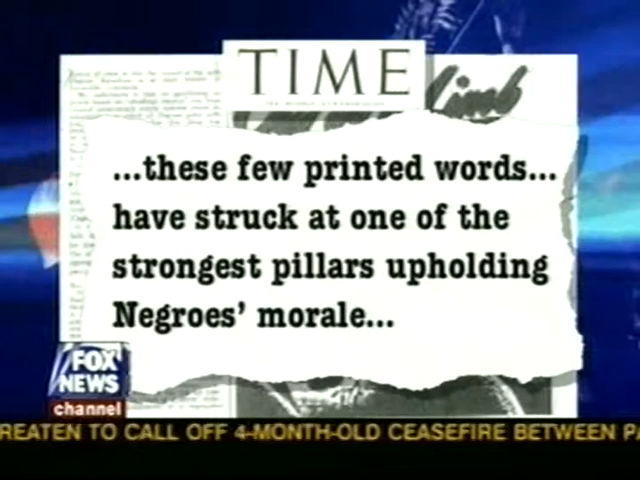 TIME
limb
...these few printed words...
have struck at one of the
strongest pillars upholding
Negroes' morale...
FOX
NEWS
channel
REATEN TO CALL OFF 4-MONTH-OLD CEASEFIRE BETWEEN PA